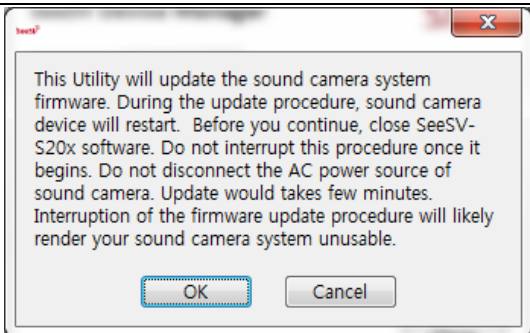 This Utility will update the sound camera system
firmware. During the update procedure, sound camera
device will restart.  Before you continue, close SeeSV-
S20x software. Do not interrupt this procedure once it
begins. Do not disconnect the AC power source of
sound camera. Update would takes few minutes.
Interruption of the firmware update procedure will likely
render your sound camera system unusable.
OK
Cancel